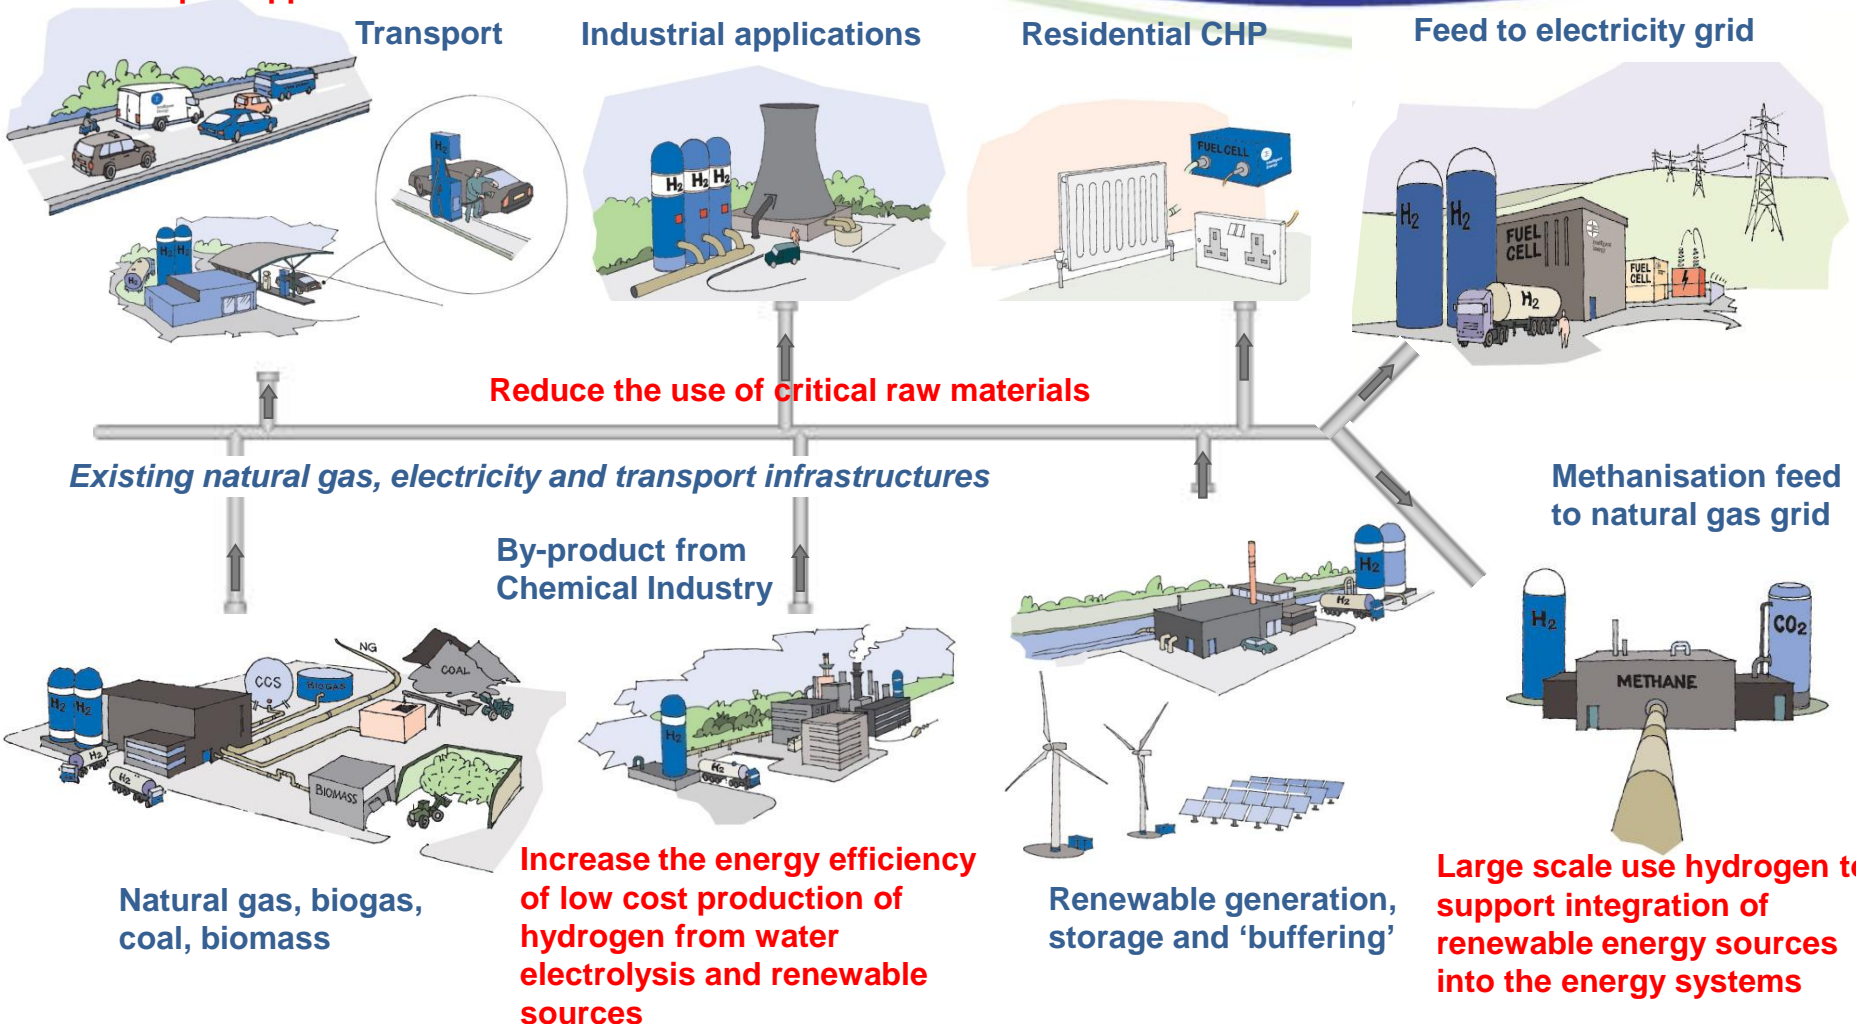 Transport
Industrial applications
Residential CHP
Feed to electricity grid
H2
H2 H2 H2
FUEL CELL
H2
H2
FUEL
CELL
FUEL
CELL
H2
H2 H2
H2
Reduce the use of critical raw materials
Existing natural gas, electricity and transport infrastructures
Methanisation feed
to natural gas grid
By-product from
Chemical Industry
H2
H2
H2
CO2
METHANE
NG
COAL
CCS
BIOGAS
H2 H2
H2
H2
BIOMASS
H2
H2
Natural gas, biogas,
coal, biomass
Increase the energy efficiency
of low cost production of
hydrogen from water
electrolysis and renewable
sources
Renewable generation,
storage and ‘buffering’
Large scale use hydrogen to
support integration of
renewable energy sources
into the energy systems